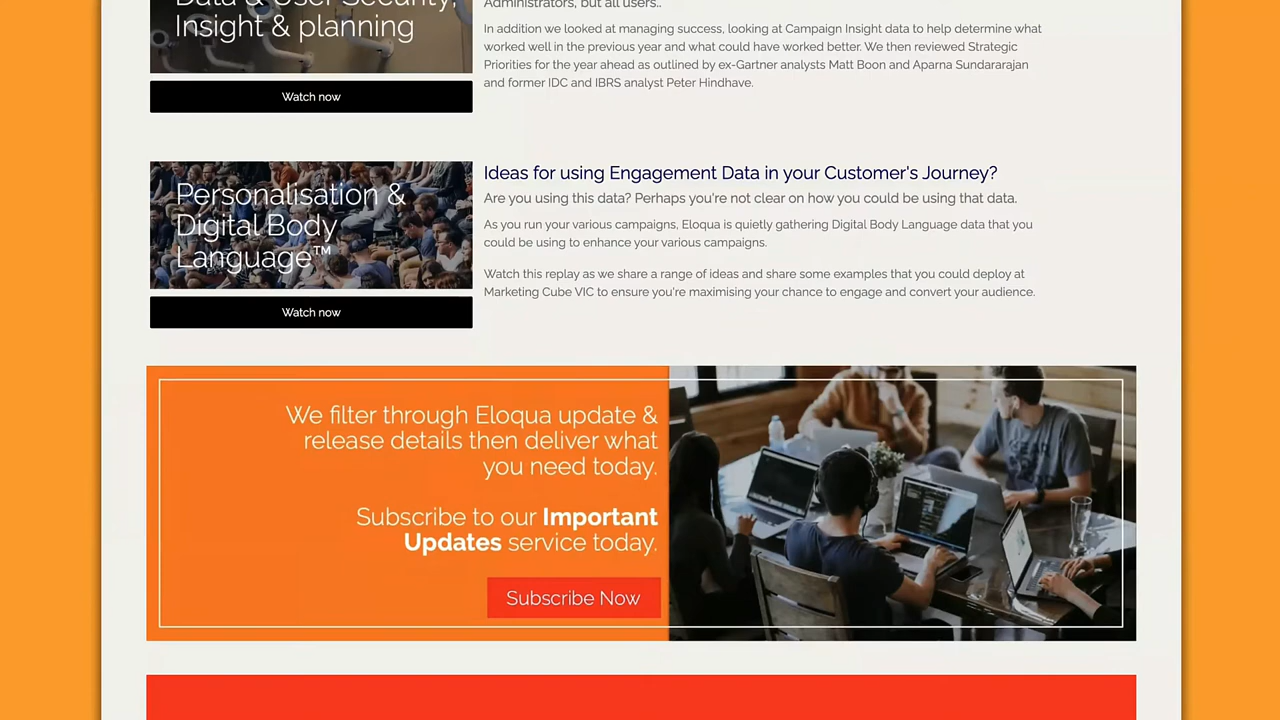 Data & User Security,
Insight & planning
Watch now
Administrators, but all users..
In addition we looked at managing success, looking at Campaign Insight data to help determine what
worked well in the previous year and what could have worked better. We then reviewed Strategic
Priorities for the year ahead as outlined by ex-Gartner analysts Matt Boon and Aparna Sundararajan
and former IDC and IBRS analyst Peter Hindhave.
Personalisation &
Digital Body
Language™
Watch now
Ideas for using Engagement Data in your Customer's Journey?
Are you using this data? Perhaps you're not clear on how you could be using that data.
As you run your various campaigns, Eloqua is quietly gathering Digital Body Language data that you
could be using to enhance your various campaigns.
Watch this replay as we share a range of ideas and share some examples that you could deploy at
Marketing Cube VIC to ensure you're maximising your chance to engage and convert your audience.
We filter through Eloqua update &
release details then deliver what
you need today.
Subscribe to our Important
Updates service today.
Subscribe Now